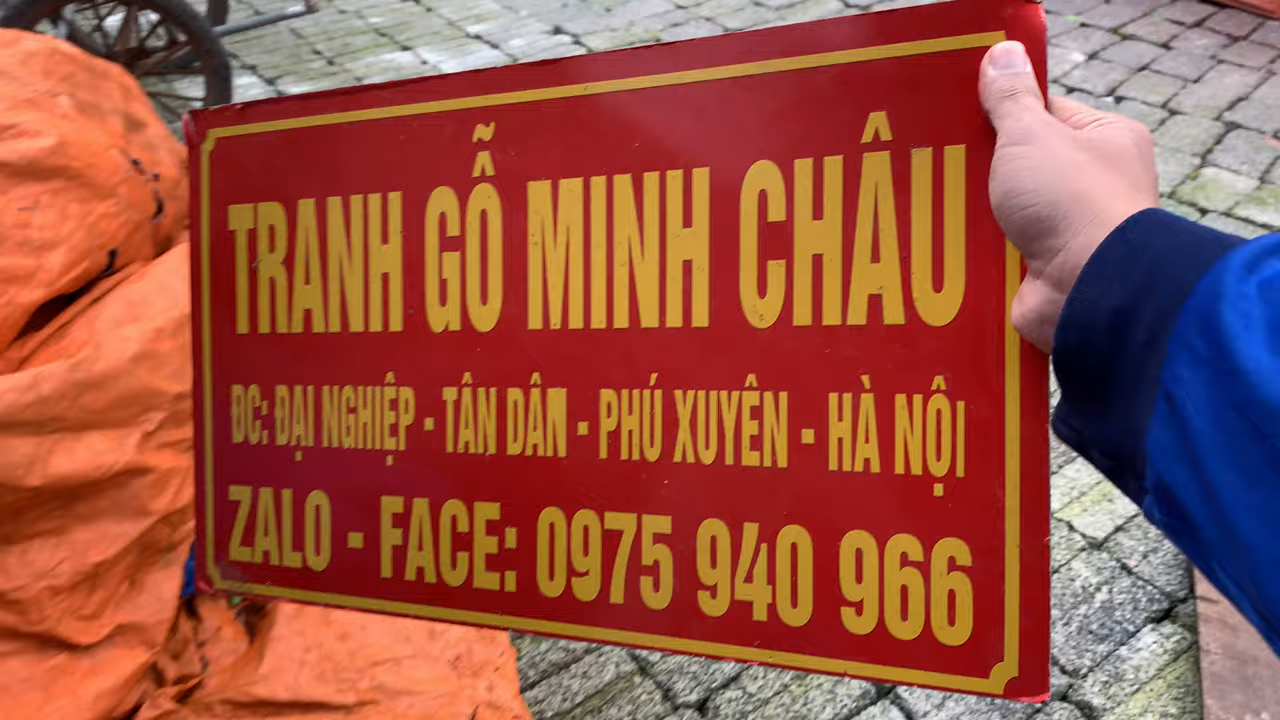 TRANH GỖ MINH CHÂU
ĐC: ĐẠI NGHIỆP - TÂN DÂN - PHÚ XUYÊN - HÀ NỘI
ZALO - FACE: 0975 940 966